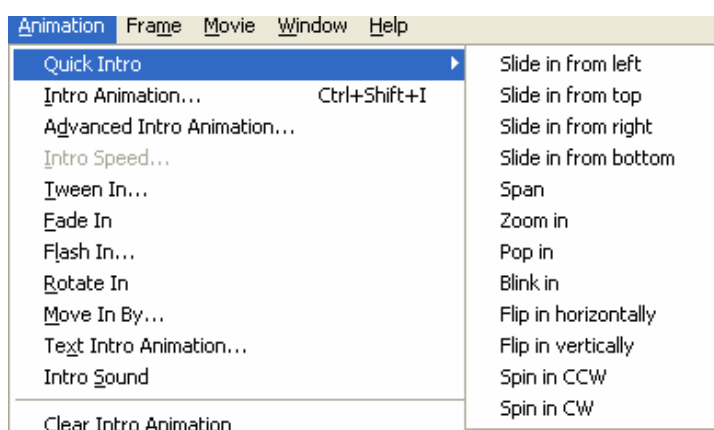 Animation Frame Movie Window Help
Quick Intro
Intro Animation... Ctrl+Shift+I
Advanced Intro Animation...
Intro Speed...
Tween In...
Fade In
Flash In...
Rotate In
Move In By...
Text Intro Animation...
Intro Sound
Clear Intro Animation
Slide in from left
Slide in from top
Slide in from right
Slide in from bottom
Span
Zoom in
Pop in
Blink in
Flip in horizontally
Flip in vertically
Spin in CCW
Spin in CW